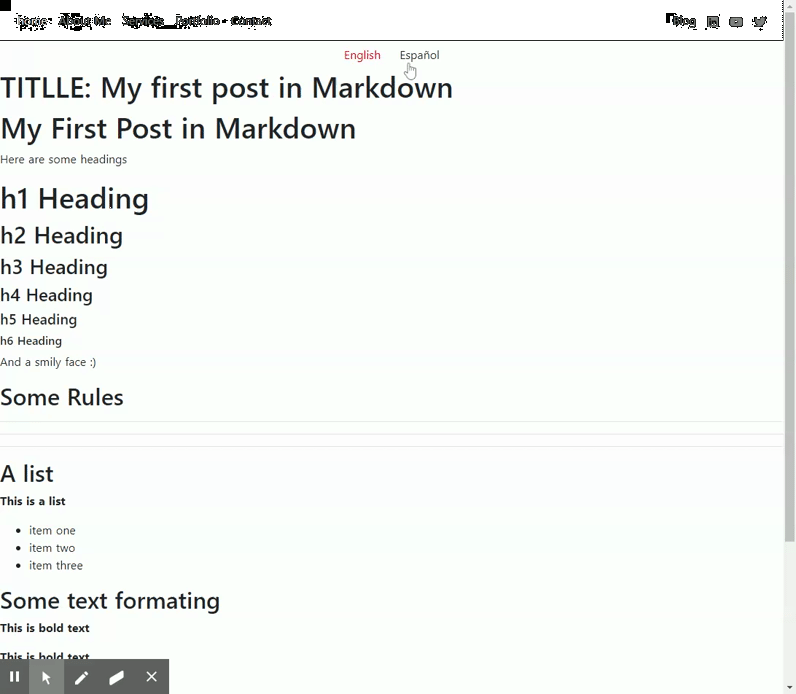 Home About Me Services Portfolio Contact Blog
English Español
TITLLE: My first post in Markdown
My First Post in Markdown
Here are some headings
h1 Heading
h2 Heading
h3 Heading
h4 Heading
h5 Heading
h6 Heading
And a smily face :)
Some Rules
A list
This is a list
item one
item two
item three
Some text formating
This is bold text
This is bold text